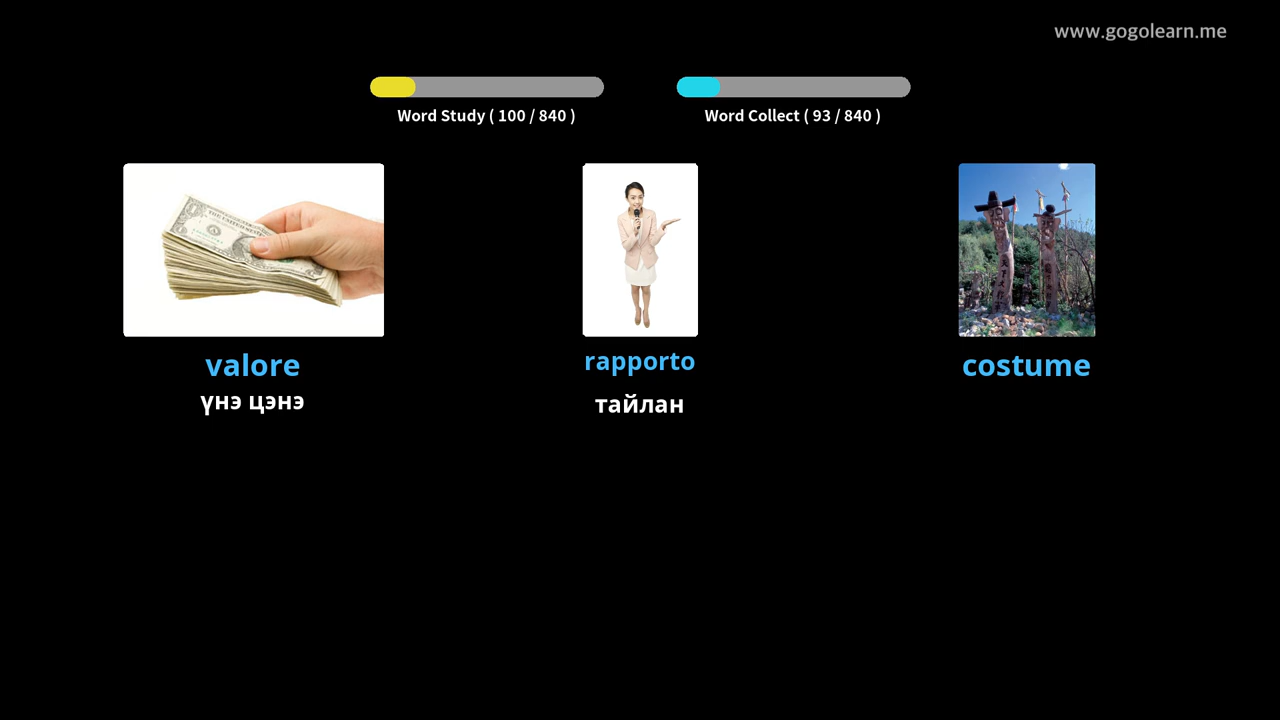 www.gogolearn.me
Word Study ( 100 / 840 )
Word Collect ( 93 / 840 )
valore
үнэ цэнэ
rapporto
тайлан
costume